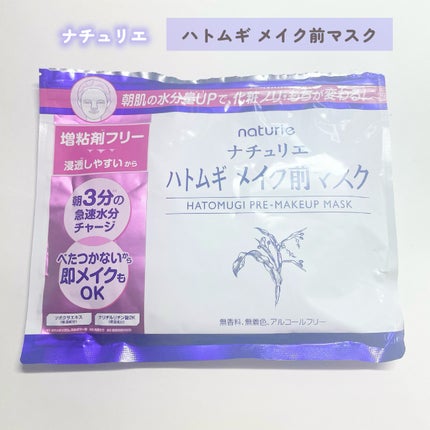 ナチュリエ ハトムギ メイク前マスク
朝肌の水分量UPで、化粧ノリ・もちが変わる!
増粘剤フリー
浸透しやすいから
朝3分の
急速水分
チャージ
べたつかないから
即メイクも
OK
naturie
ナチュリエ
ハトムギ メイク前マスク
HATOMUGI PRE-MAKEUP MASK
無香料、無着色、アルコールフリー